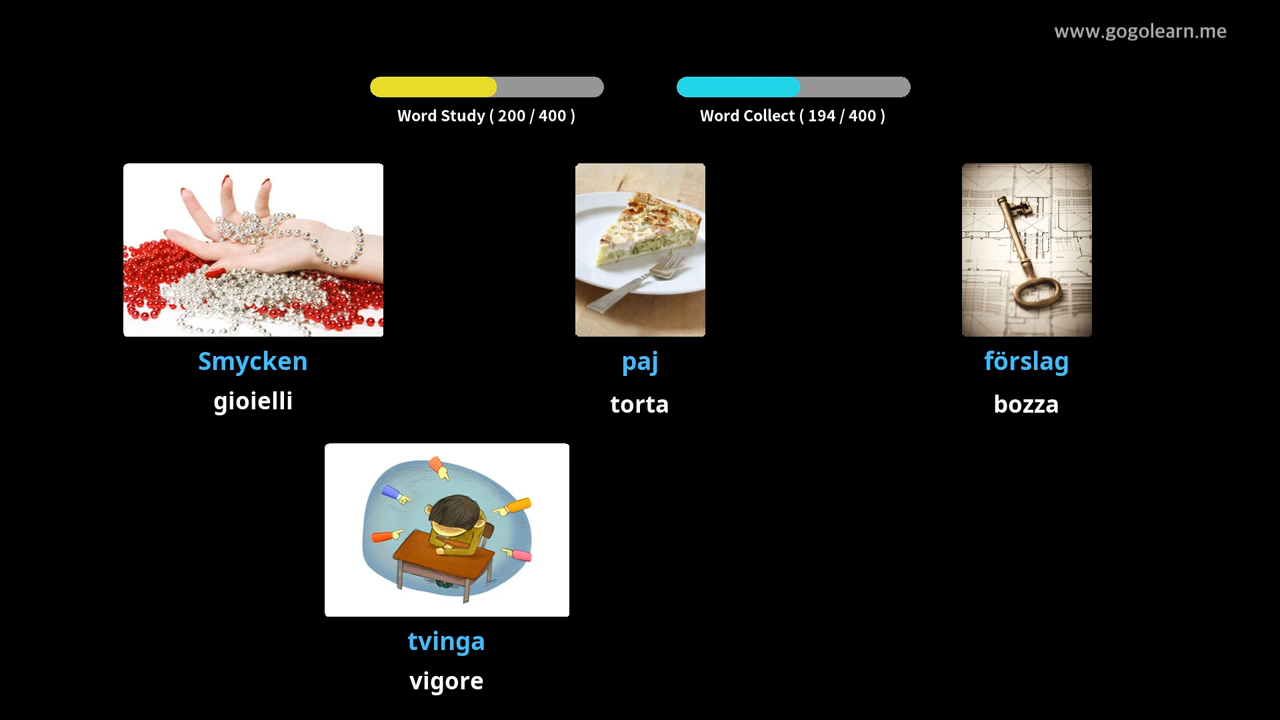 www.gogolearn.me
Word Study ( 200 / 400 )
Word Collect ( 194 / 400 )
Smycken
gioielli
paj
torta
förslag
bozza
tvinga
vigore